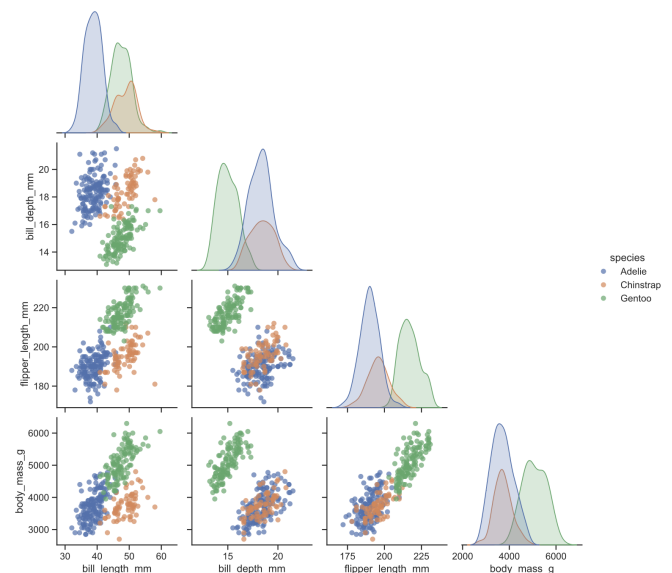 20
18
16
14
bill_depth_mm
220
200
180
flipper_length_mm
6000
5000
4000
3000
body_mass_g
30 40 50 60
bill_length_mm
15 20
bill_depth_mm
175 200 225
flipper_length_mm
2000 4000 6000
body_mass_g
species
Adelie
Chinstrap
Gentoo